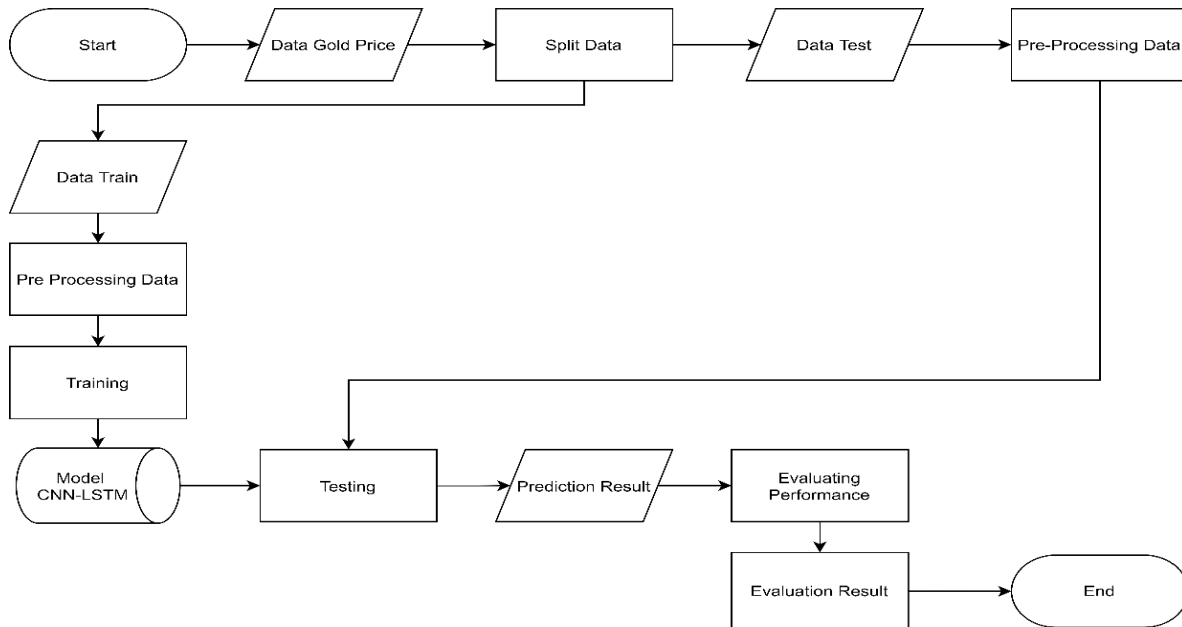 Start
Data Gold Price
Split Data
Data Test
Pre-Processing Data
Data Train
Pre Processing Data
Training
Model
CNN-LSTM
Testing
Prediction Result
Evaluating
Performance
Evaluation Result
End